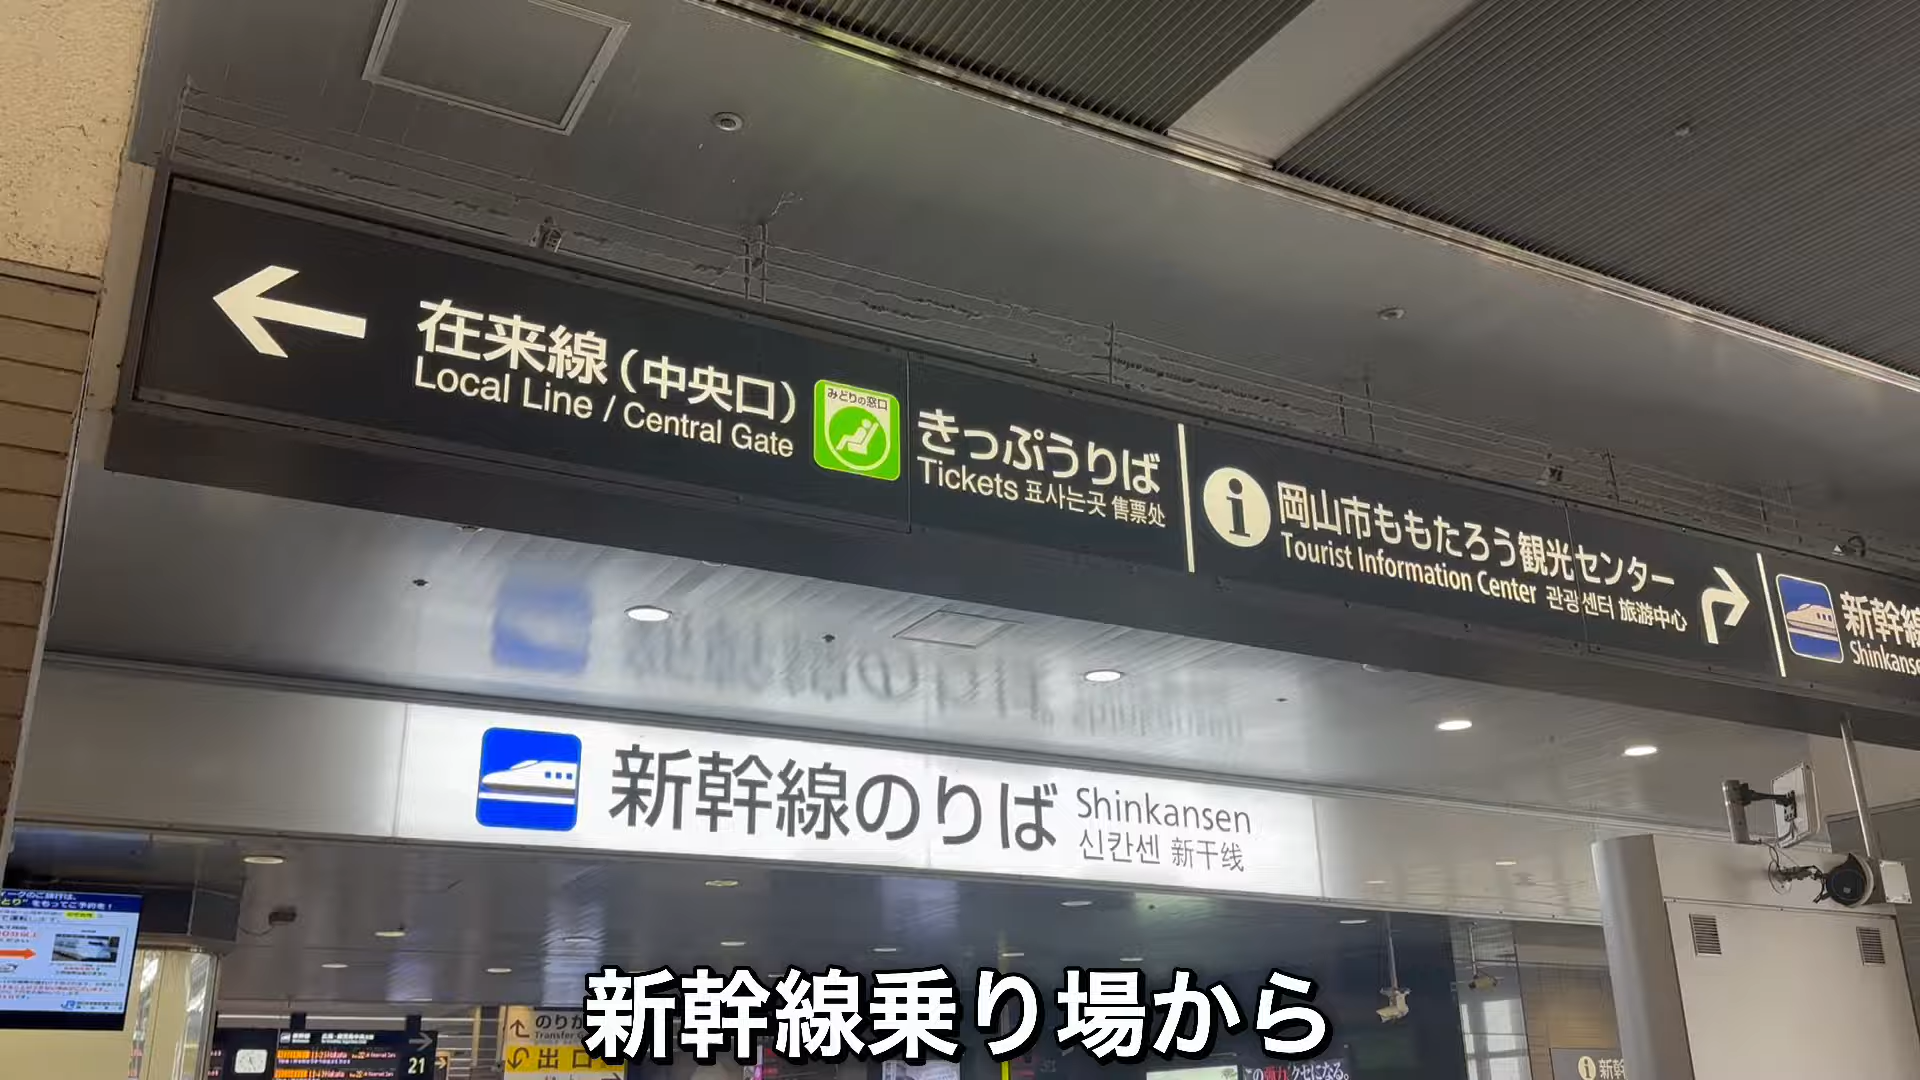 在来線(中央口)
Local Line / Central Gate
みどりの窓口
きっぷうりば
Tickets 표사는곳 售票处
岡山市ももたろう観光センター
Tourist Information Center 관광센터 旅游中心
新幹線
Shinkanse
新幹線のりば
Shinkansen
신칸센 新干线
21
出口
新幹線乗り場から